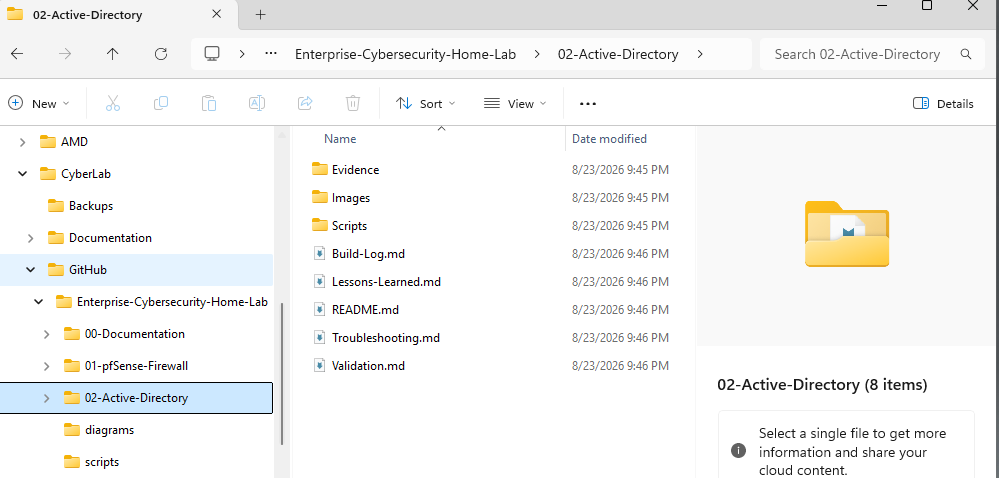 02-Active-Directory
Enterprise-Cybersecurity-Home-Lab 02-Active-Directory Search 02-Active-Directory
New Sort View Details
AMD
CyberLab
Backups
Documentation
GitHub
Enterprise-Cybersecurity-Home-Lab
00-Documentation
01-pfSense-Firewall
02-Active-Directory
diagrams
scripts
Name Date modified
Evidence 8/23/2026 9:45 PM
Images 8/23/2026 9:45 PM
Scripts 8/23/2026 9:45 PM
Build-Log.md 8/23/2026 9:46 PM
Lessons-Learned.md 8/23/2026 9:46 PM
README.md 8/23/2026 9:46 PM
Troubleshooting.md 8/23/2026 9:46 PM
Validation.md 8/23/2026 9:46 PM
02-Active-Directory (8 items)
Select a single file to get more
information and share your
cloud content.